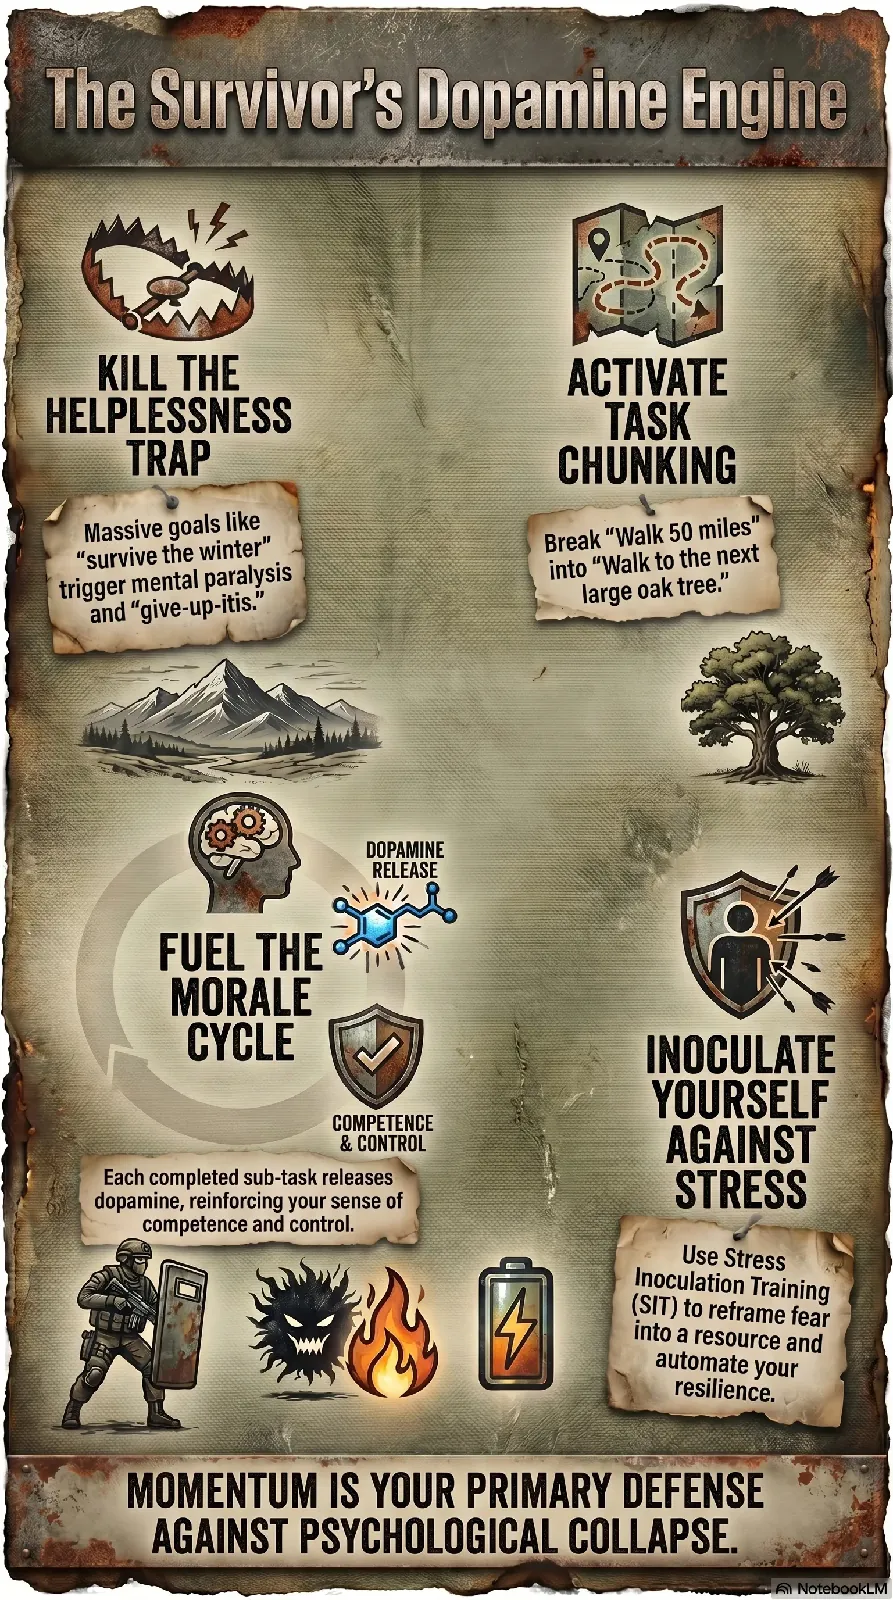 The Survivor's Dopamine Engine
KILL THE
HELPLESSNESS
TRAP
Massive goals like
"survive the winter"
trigger mental paralysis
and "give-up-itis."
ACTIVATE
TASK
CHUNKING
Break "Walk 50 miles"
into "Walk to the next
large oak tree."
FUEL THE
MORALE
CYCLE
DOPAMINE
RELEASE
COMPETENCE
& CONTROL
Each completed sub-task releases
dopamine, reinforcing your sense of
competence and control.
INOCULATE
YOURSELF
AGAINST
STRESS
Use Stress
Inoculation Training
(SIT) to reframe fear
into a resource and
automate your
resilience.
MOMENTUM IS YOUR PRIMARY DEFENSE
AGAINST PSYCHOLOGICAL COLLAPSE.
NotebookLM